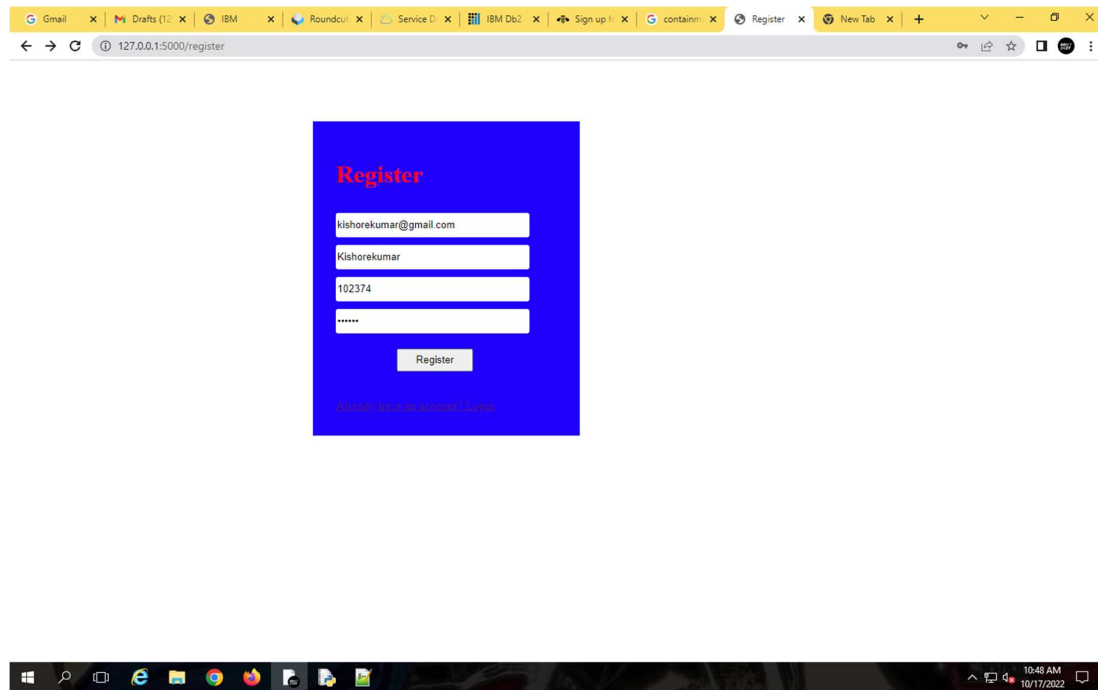 Gmail
Drafts (12
IBM
Roundcu
Service D
IBM Db2
Sign up fo
containm
Register
New Tab
127.0.0.1:5000/register
Register
kishorekumar@gmail.com
Kishorekumar
102374
••••••
Register
Already have an account? Login
10:48 AM
10/17/2022